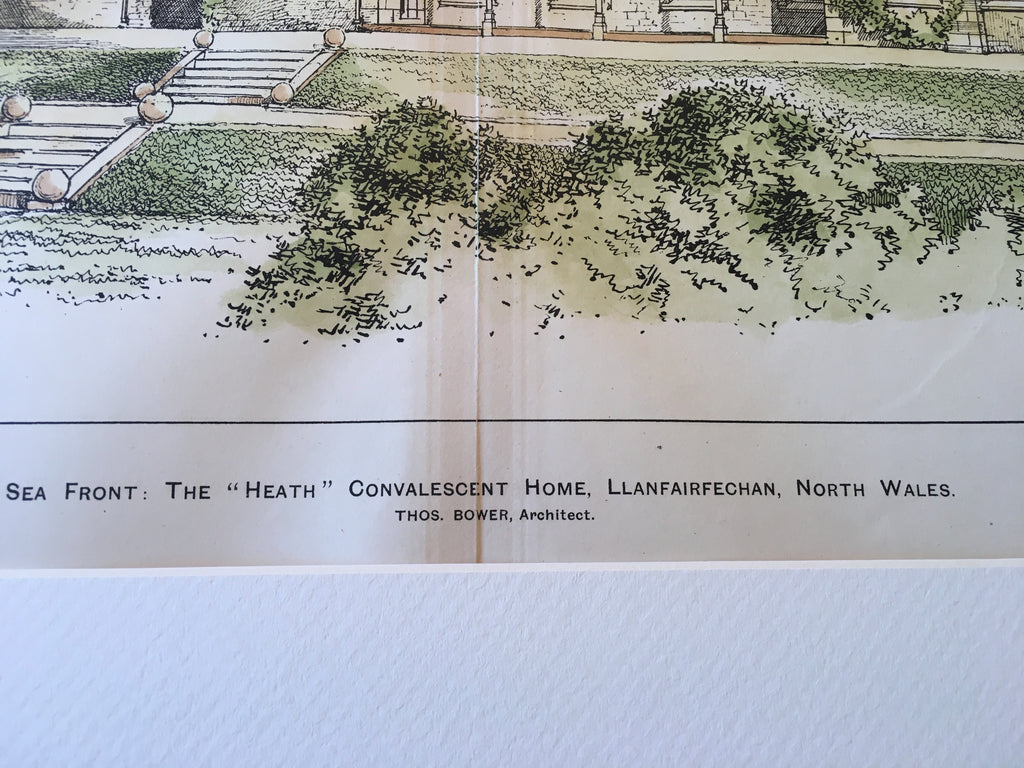 SEA FRONT: THE “HEATH” CONVALESCENT HOME, LLANFAIRFECHAN, NORTH WALES.
THOS. BOWER, Architect.